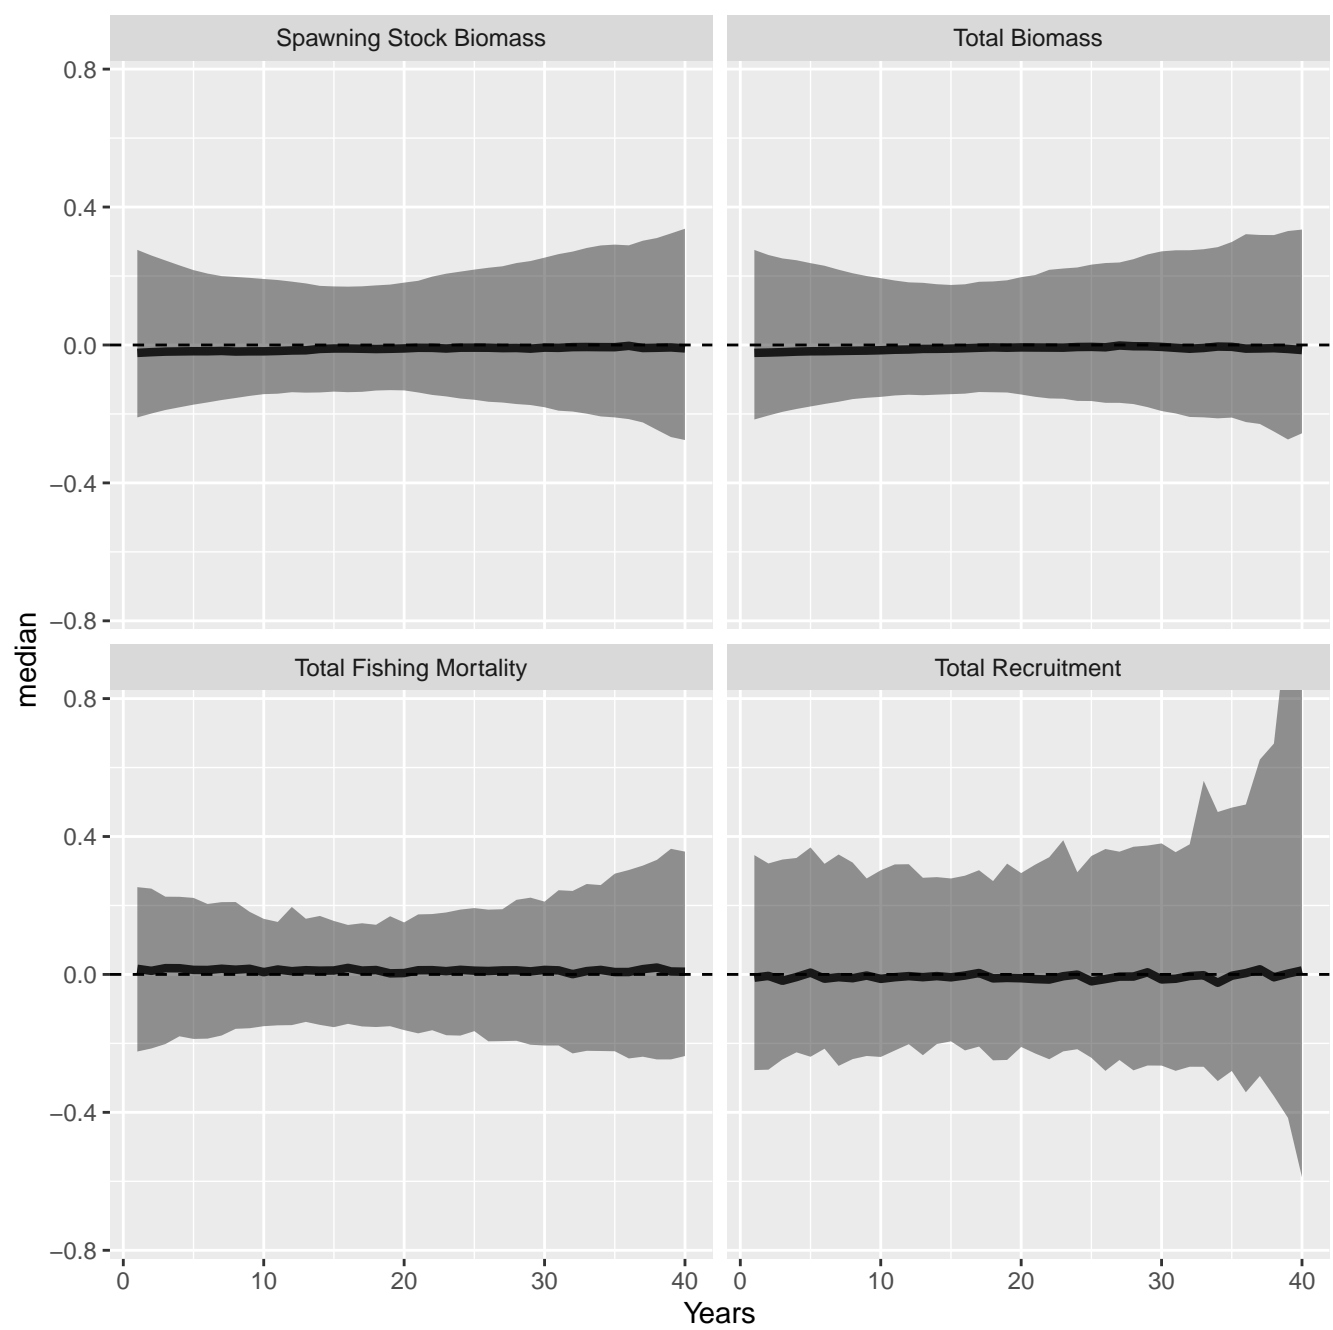 Spawning Stock Biomass
Total Biomass
0.8
0.4
0.0
−0.4
−0.8
median
Total Fishing Mortality
Total Recruitment
0.8
0.4
0.0
−0.4
−0.8
0 10 20 30 40
0 10 20 30 40
Years